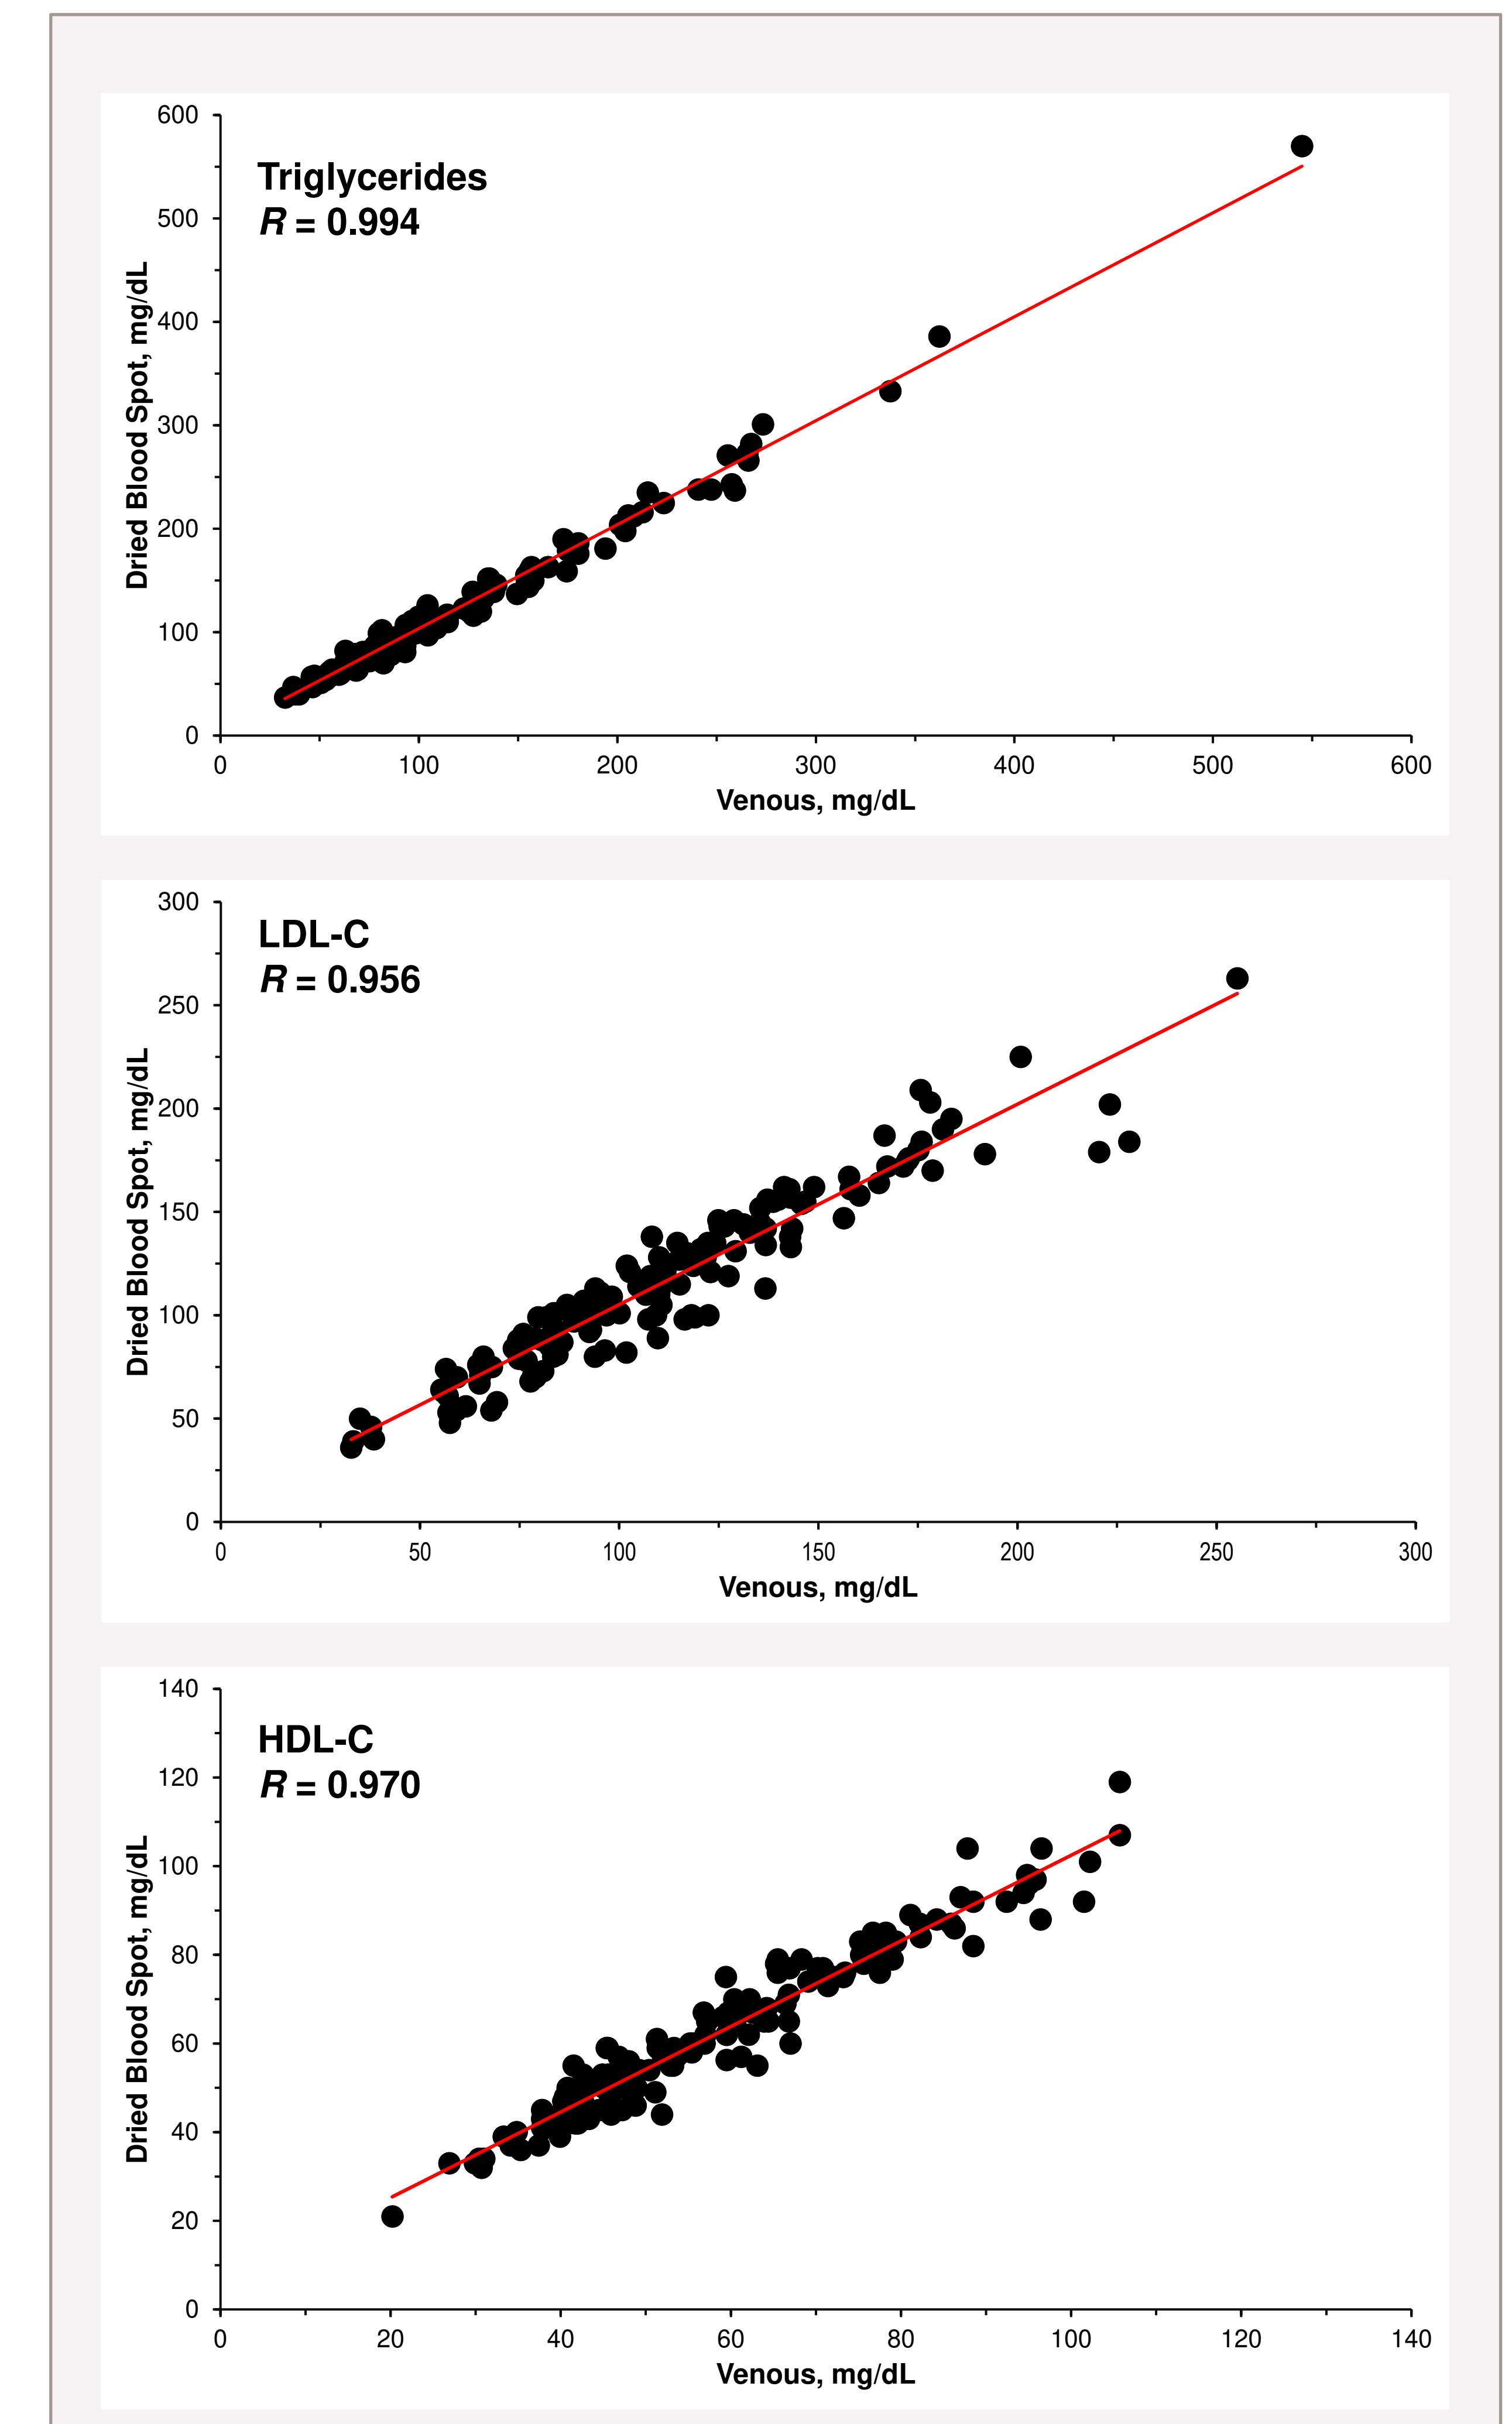 600
Triglycerides
R = 0.994
500
400
300
200
100
0
Dried Blood Spot, mg/dL
0 100 200 300 400 500 600
Venous, mg/dL
300
LDL-C
R = 0.956
250
200
150
100
50
0
Dried Blood Spot, mg/dL
0 50 100 150 200 250 300
Venous, mg/dL
140
HDL-C
R = 0.970
120
100
80
60
40
20
0
Dried Blood Spot, mg/dL
0 20 40 60 80 100 120 140
Venous, mg/dL